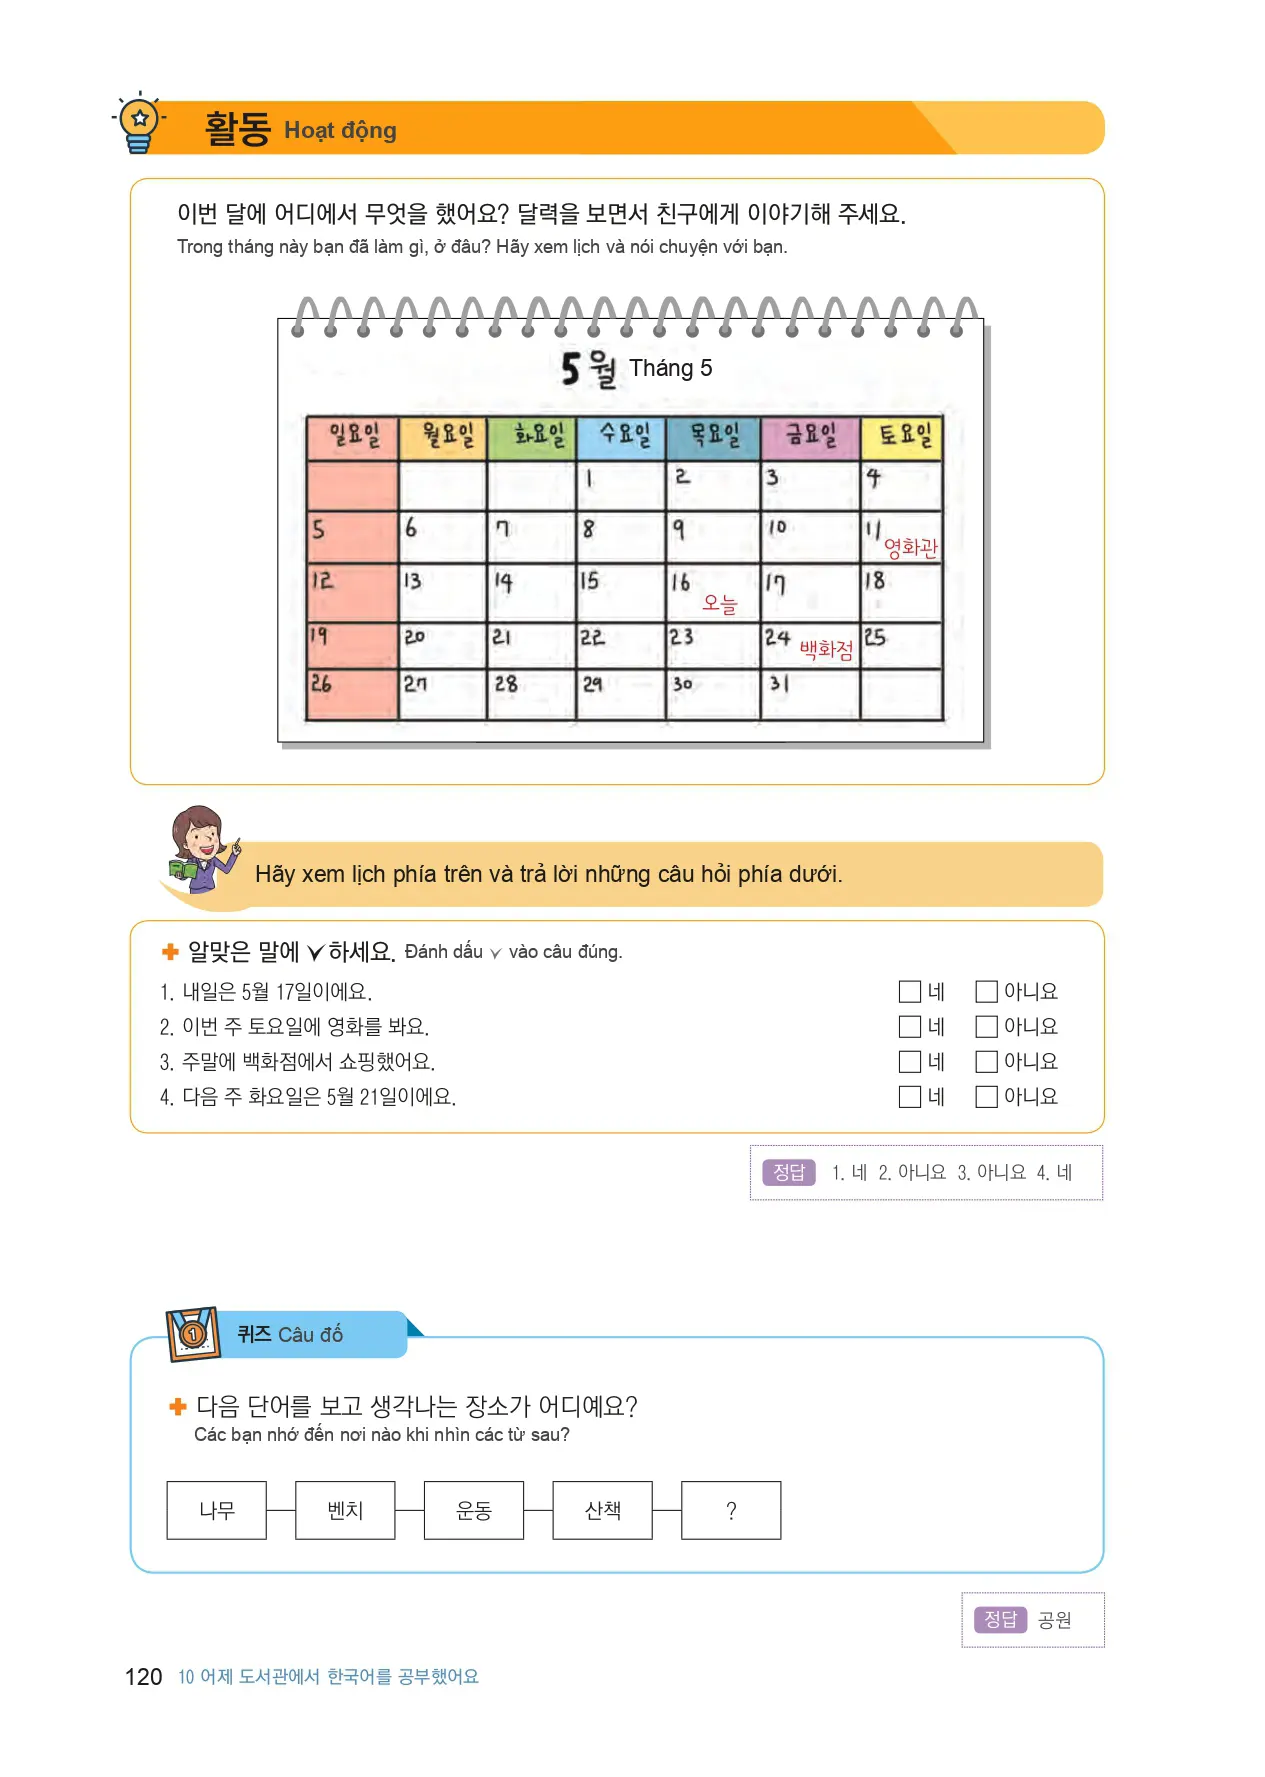 활동 Hoạt động
이번 달에 어디에서 무엇을 했어요? 달력을 보면서 친구에게 이야기해 주세요.
Trong tháng này bạn đã làm gì, ở đâu? Hãy xem lịch và nói chuyện với bạn.
5월 Tháng 5
일요일 월요일 화요일 수요일 목요일 금요일 토요일
1 2 3 4
5 6 7 8 9 10 11 영화관
12 13 14 15 16 오늘 17 18
19 20 21 22 23 24 백화점 25
26 27 28 29 30 31
Hãy xem lịch phía trên và trả lời những câu hỏi phía dưới.
알맞은 말에 ✓하세요. Đánh dấu ✓ vào câu đúng.
1. 내일은 5월 17일이에요. □ 네 □ 아니요
2. 이번 주 토요일에 영화를 봐요. □ 네 □ 아니요
3. 주말에 백화점에서 쇼핑했어요. □ 네 □ 아니요
4. 다음 주 화요일은 5월 21일이에요. □ 네 □ 아니요
정답 1. 네 2. 아니요 3. 아니요 4. 네
1
퀴즈 Câu đố
다음 단어를 보고 생각나는 장소가 어디예요?
Các bạn nhớ đến nơi nào khi nhìn các từ sau?
나무 벤치 운동 산책 ?
정답 공원
120 10 어제 도서관에서 한국어를 공부했어요